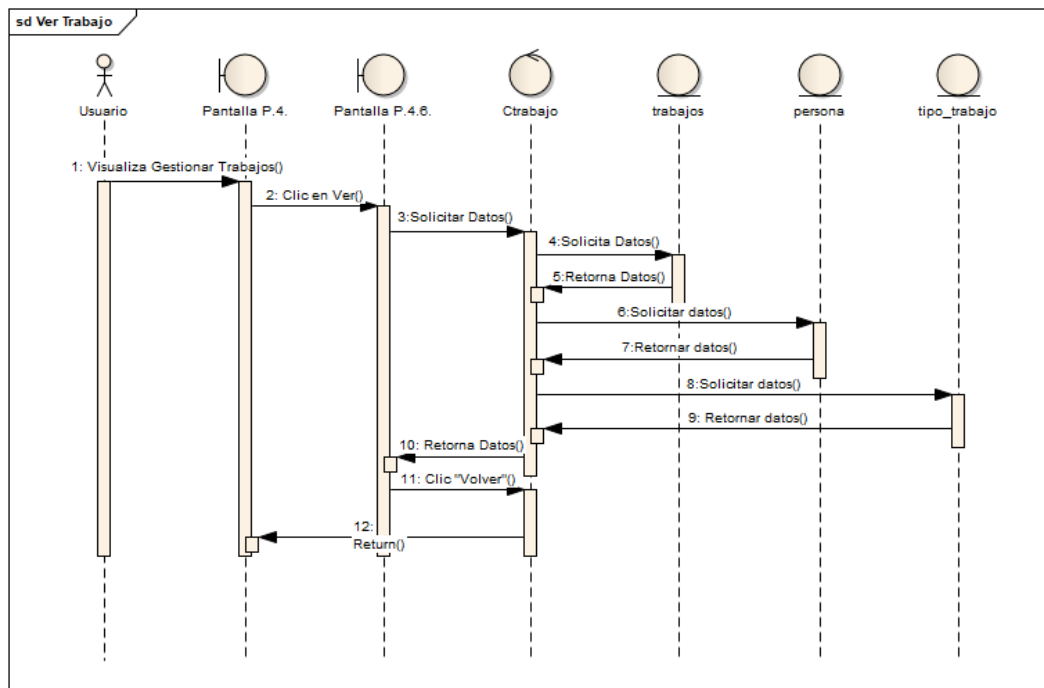 sd Ver Trabajo
Usuario
Pantalla P.4.
Pantalla P.4.6.
Ctrabajo
trabajos
persona
tipo_trabajo
1: Visualiza Gestionar Trabajos()
2: Clic en Ver()
3:Solicitar Datos()
4:Solicita Datos()
5:Retorna Datos()
6:Solicitar datos()
7:Retornar datos()
8:Solicitar datos()
9: Retornar datos()
10: Retorna Datos()
11: Clic "Volver"()
12:
Return()